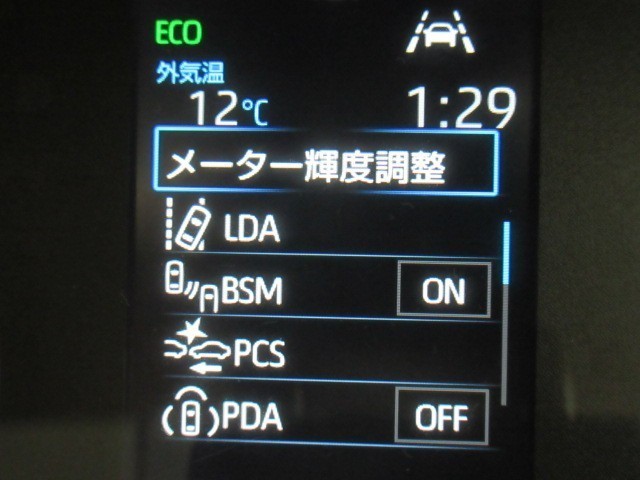 ECO
外気温
12℃ 1:29
メーター輝度調整
LDA
BSM ON
PCS
PDA OFF